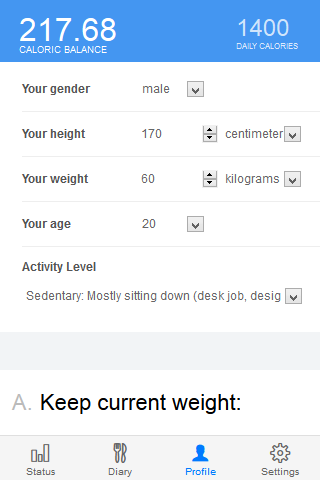 217.68
CALORIC BALANCE
1400
DAILY CALORIES
Your gender male
Your height 170 centimeter
Your weight 60 kilograms
Your age 20
Activity Level
Sedentary: Mostly sitting down (desk job, desig
A. Keep current weight:
Status Diary Profile Settings